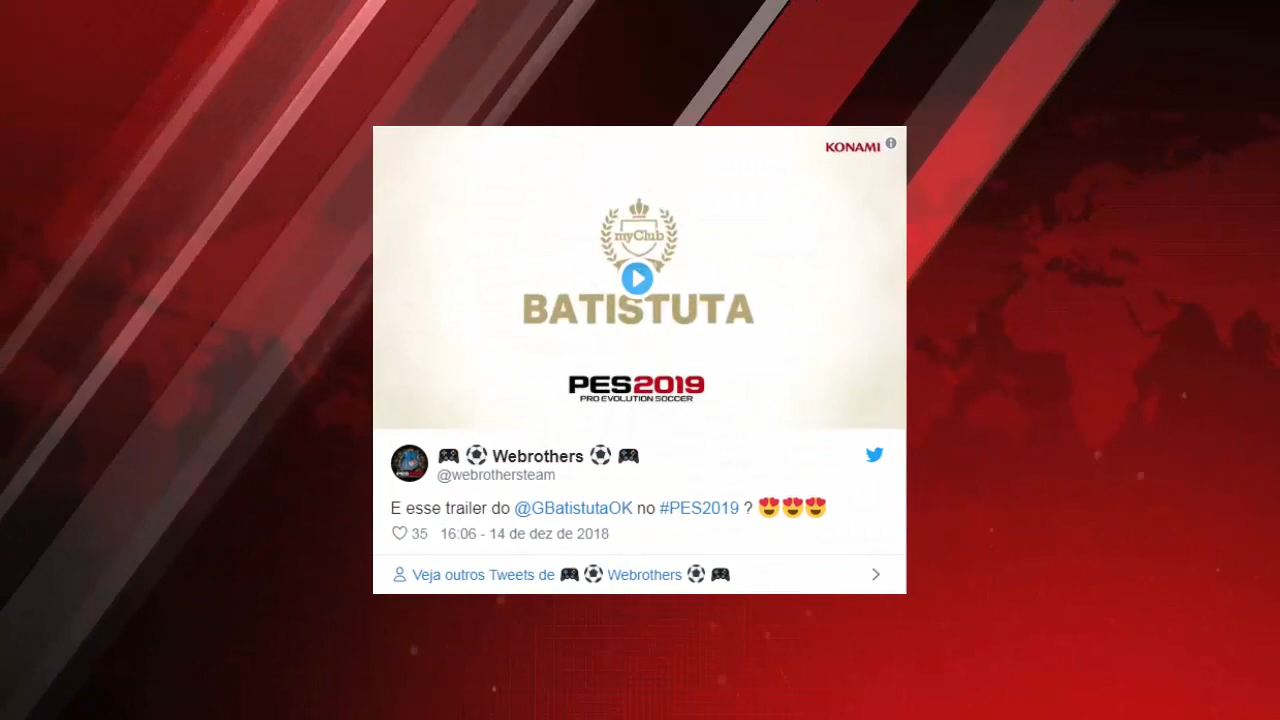 KONAMI
myClub
BATISTUTA
PES2019
PRO EVOLUTION SOCCER
🎮 ⚽ Webrothers ⚽ 🎮
@webrothersteam
E esse trailer do @GBatistutaOK no #PES2019 ? 😍😍😍
35 16:06 - 14 de dez de 2018
Veja outros Tweets de 🎮 ⚽ Webrothers ⚽ 🎮